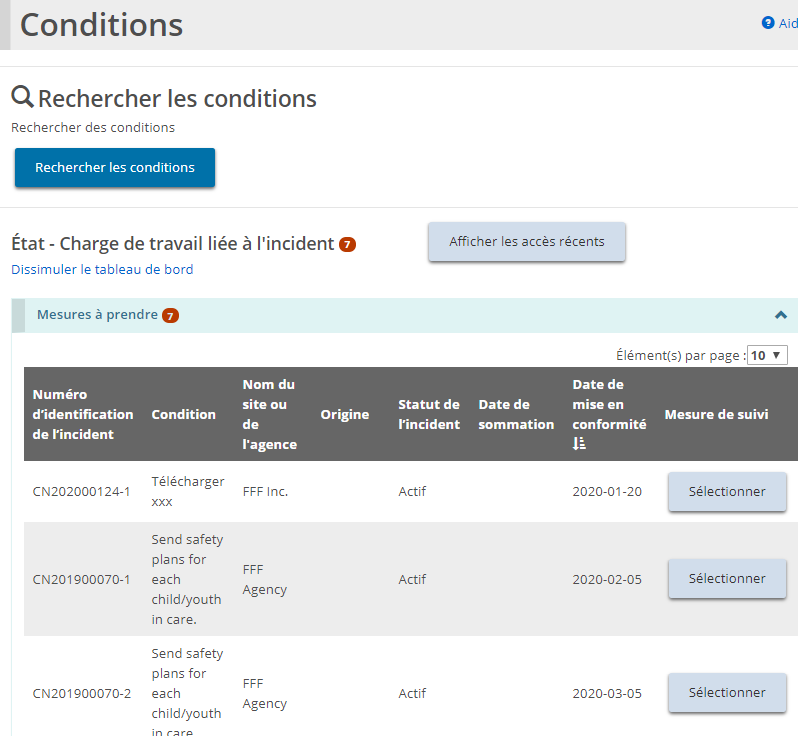 Conditions
Aid
Rechercher les conditions
Rechercher des conditions
Rechercher les conditions
État - Charge de travail liée à l'incident 7
Afficher les accès récents
Dissimuler le tableau de bord
Mesures à prendre 7
Élément(s) par page : 10
Numéro
d’identification
de l’incident
Condition
Nom du
site ou
de
l'agence
Origine
Statut de
l’incident
Date de
sommation
Date de
mise en
conformité
Mesure de suivi
CN202000124-1
Télécharger
xxx
FFF Inc.
Actif
2020-01-20
Sélectionner
CN201900070-1
Send safety
plans for
each
child/youth
in care.
FFF
Agency
Actif
2020-02-05
Sélectionner
CN201900070-2
Send safety
plans for
each
child/youth
in care
FFF
Agency
Actif
2020-03-05
Sélectionner